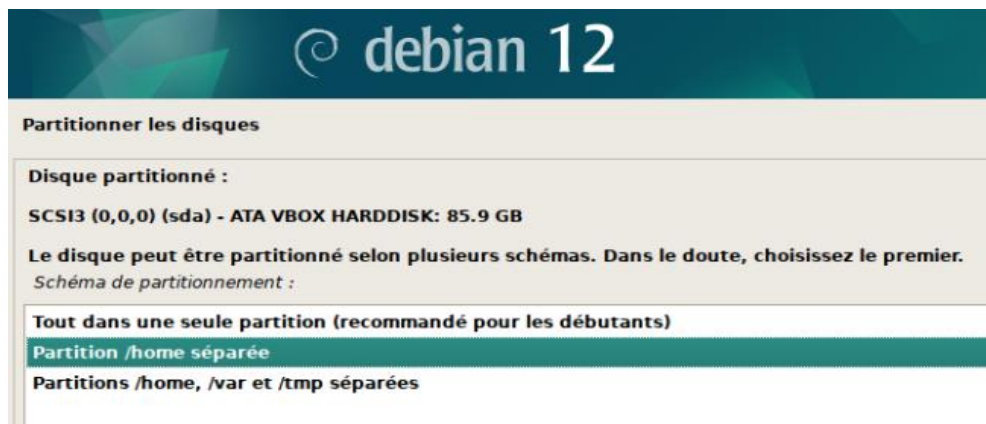 debian 12
Partitionner les disques
Disque partitionné :
SCSI3 (0,0,0) (sda) - ATA VBOX HARDDISK: 85.9 GB
Le disque peut être partitionné selon plusieurs schémas. Dans le doute, choisissez le premier.
Schéma de partitionnement :
Tout dans une seule partition (recommandé pour les débutants)
Partition /home séparée
Partitions /home, /var et /tmp séparées